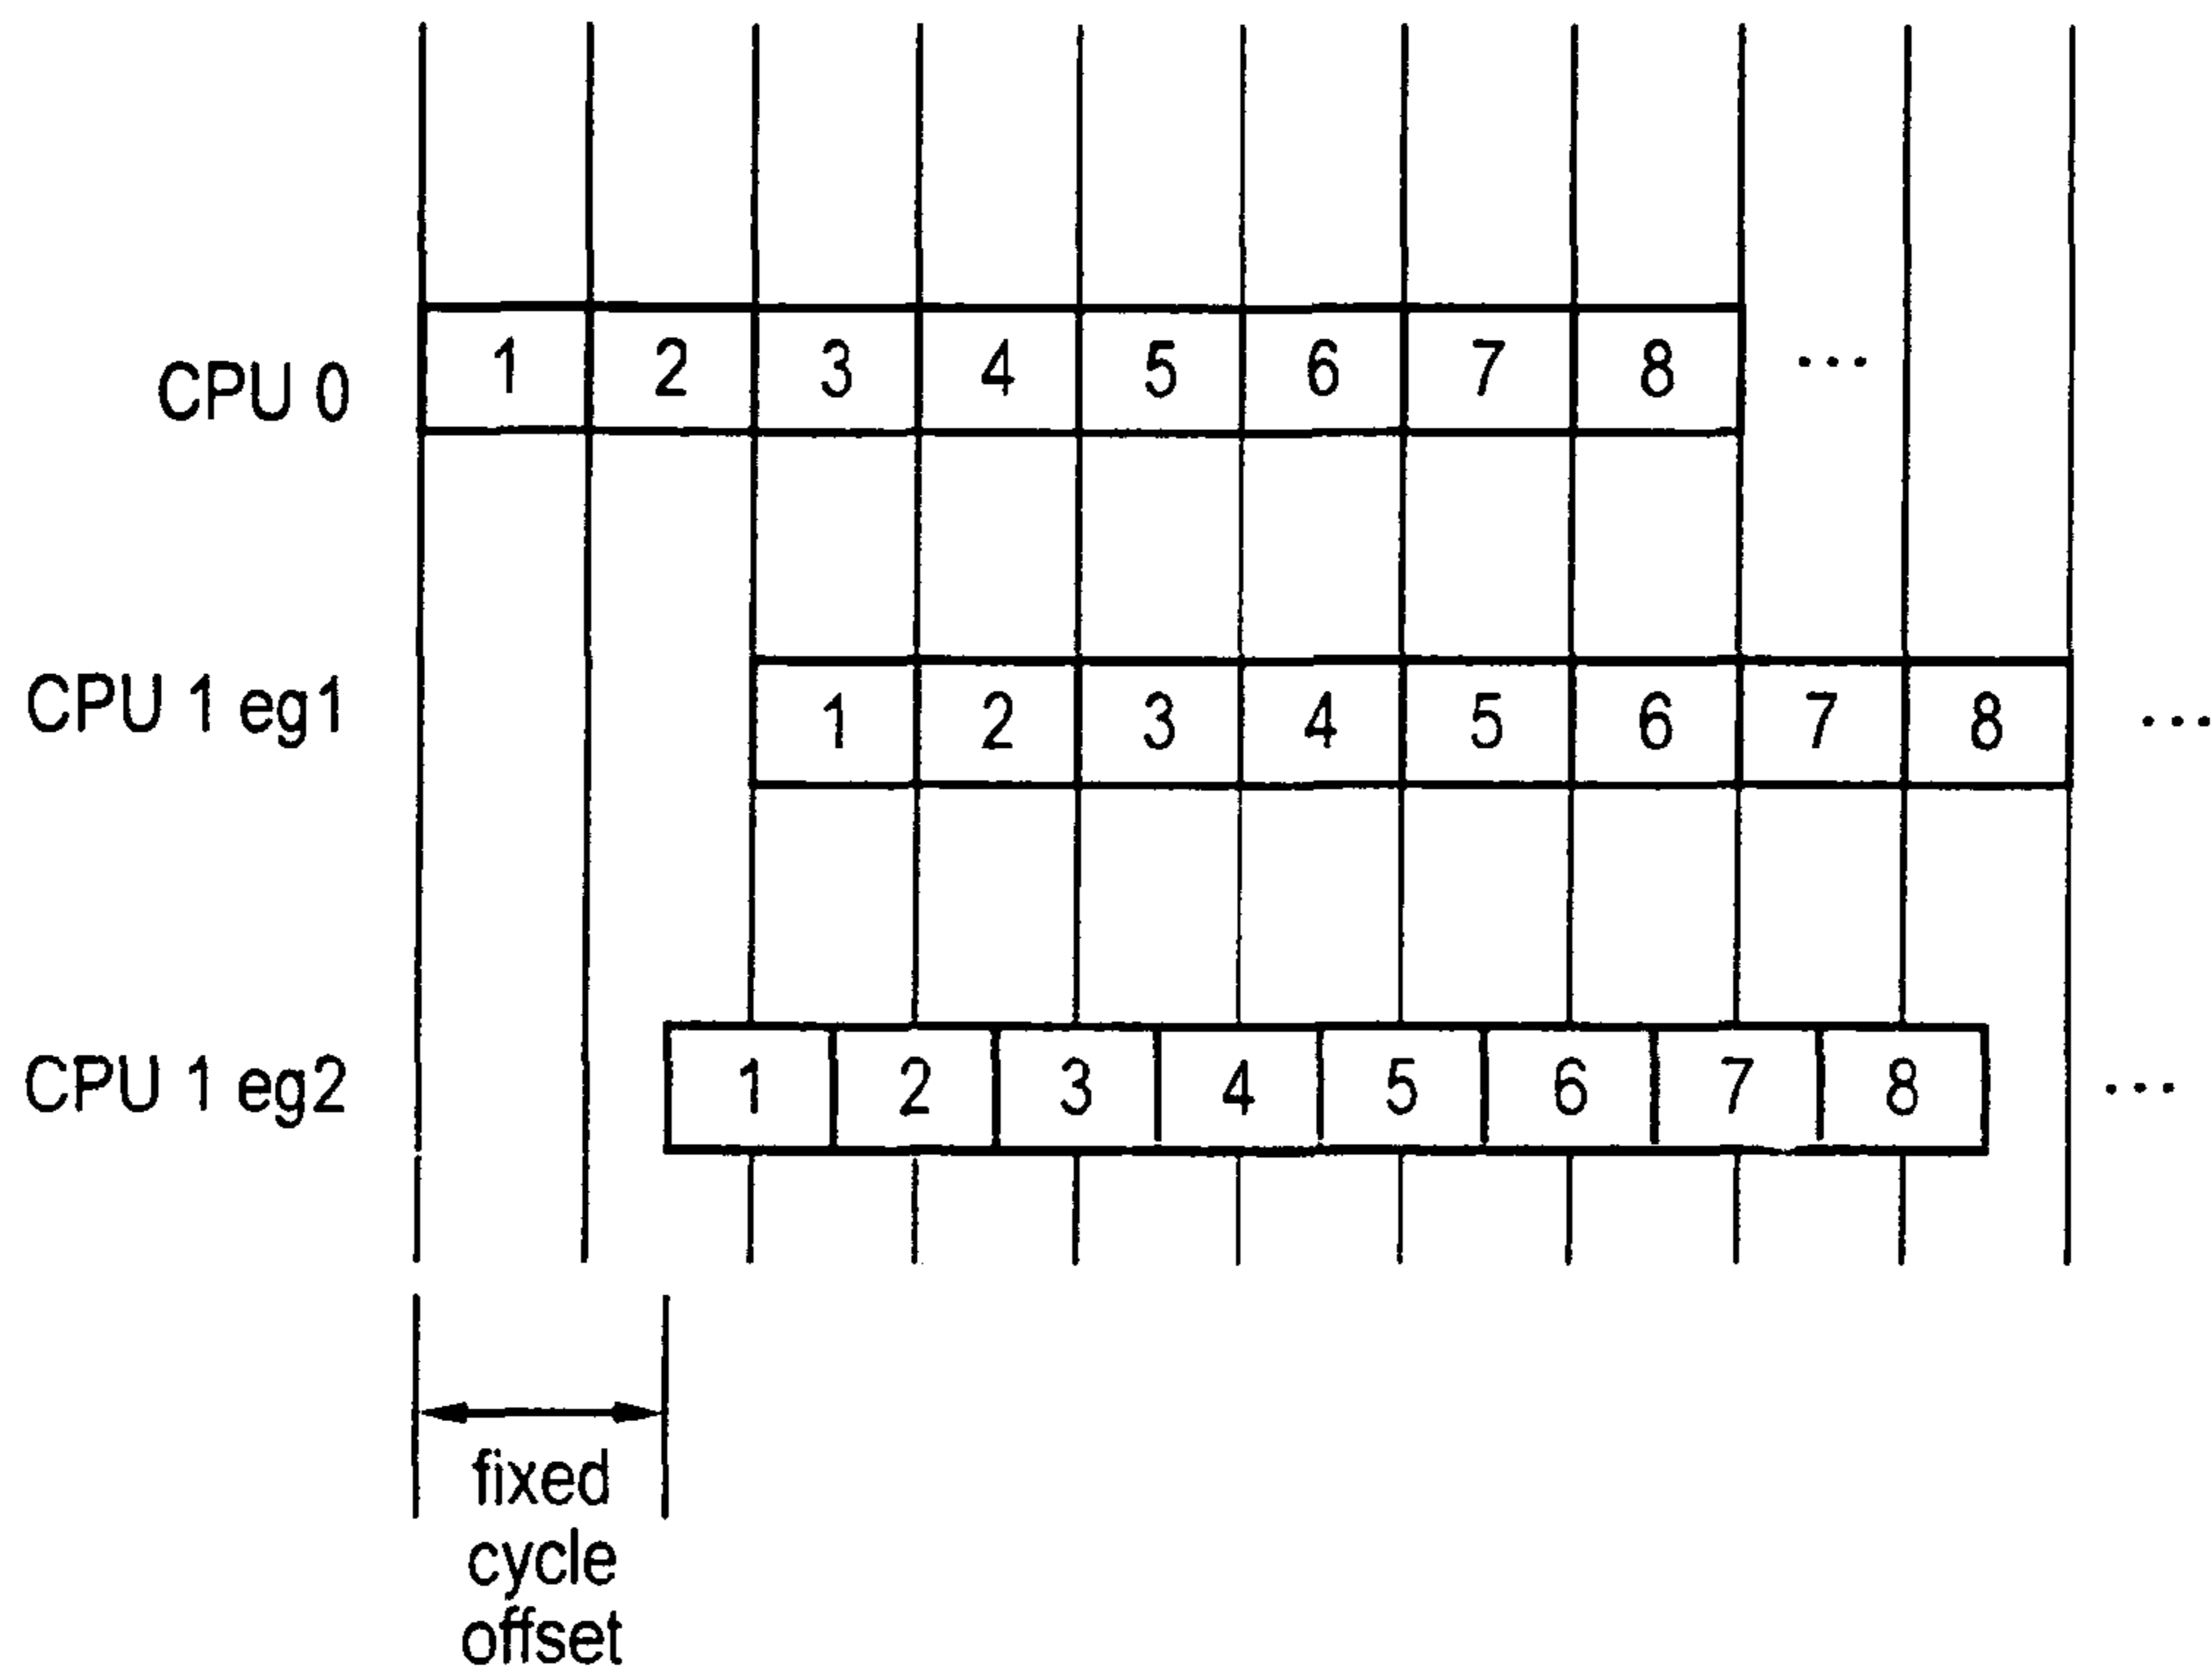 CPU 0 1 2 3 4 5 6 7 8 ...
CPU 1 eg1 1 2 3 4 5 6 7 8 ...
CPU 1 eg2 1 2 3 4 5 6 7 8 ...
fixed
cycle
offset